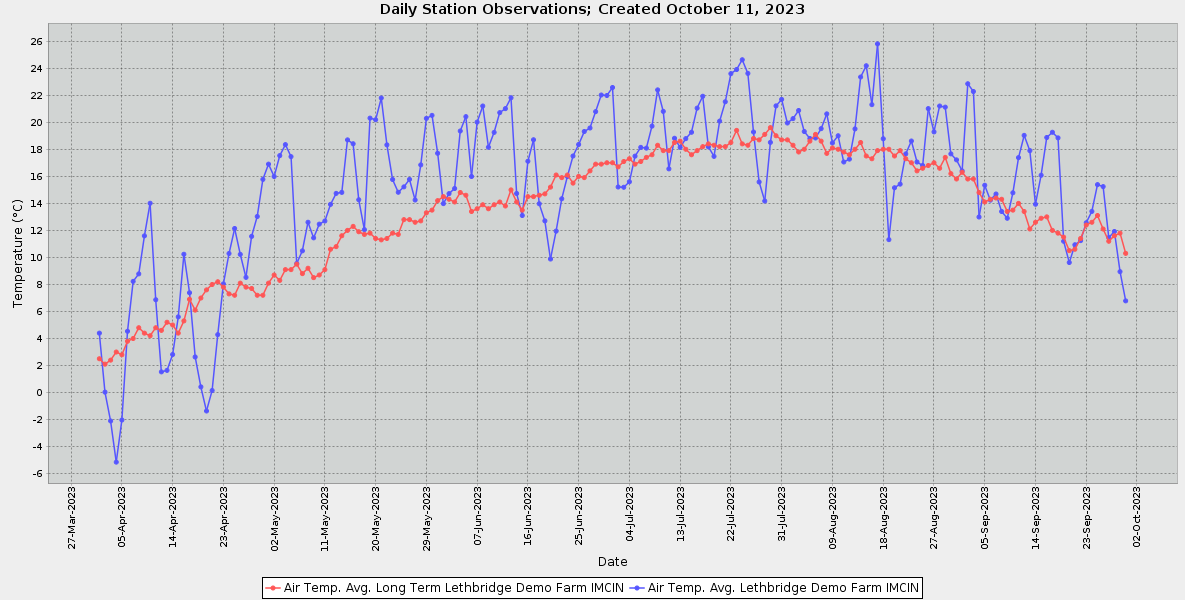 Daily Station Observations; Created October 11, 2023
Temperature (°C)
26
24
22
20
18
16
14
12
10
8
6
4
2
0
-2
-4
-6
27-Mar-2023
05-Apr-2023
14-Apr-2023
23-Apr-2023
02-May-2023
11-May-2023
20-May-2023
29-May-2023
07-Jun-2023
16-Jun-2023
25-Jun-2023
04-Jul-2023
13-Jul-2023
22-Jul-2023
31-Jul-2023
09-Aug-2023
18-Aug-2023
27-Aug-2023
05-Sep-2023
14-Sep-2023
23-Sep-2023
02-Oct-2023
Date
Air Temp. Avg. Long Term Lethbridge Demo Farm IMCIN Air Temp. Avg. Lethbridge Demo Farm IMCIN